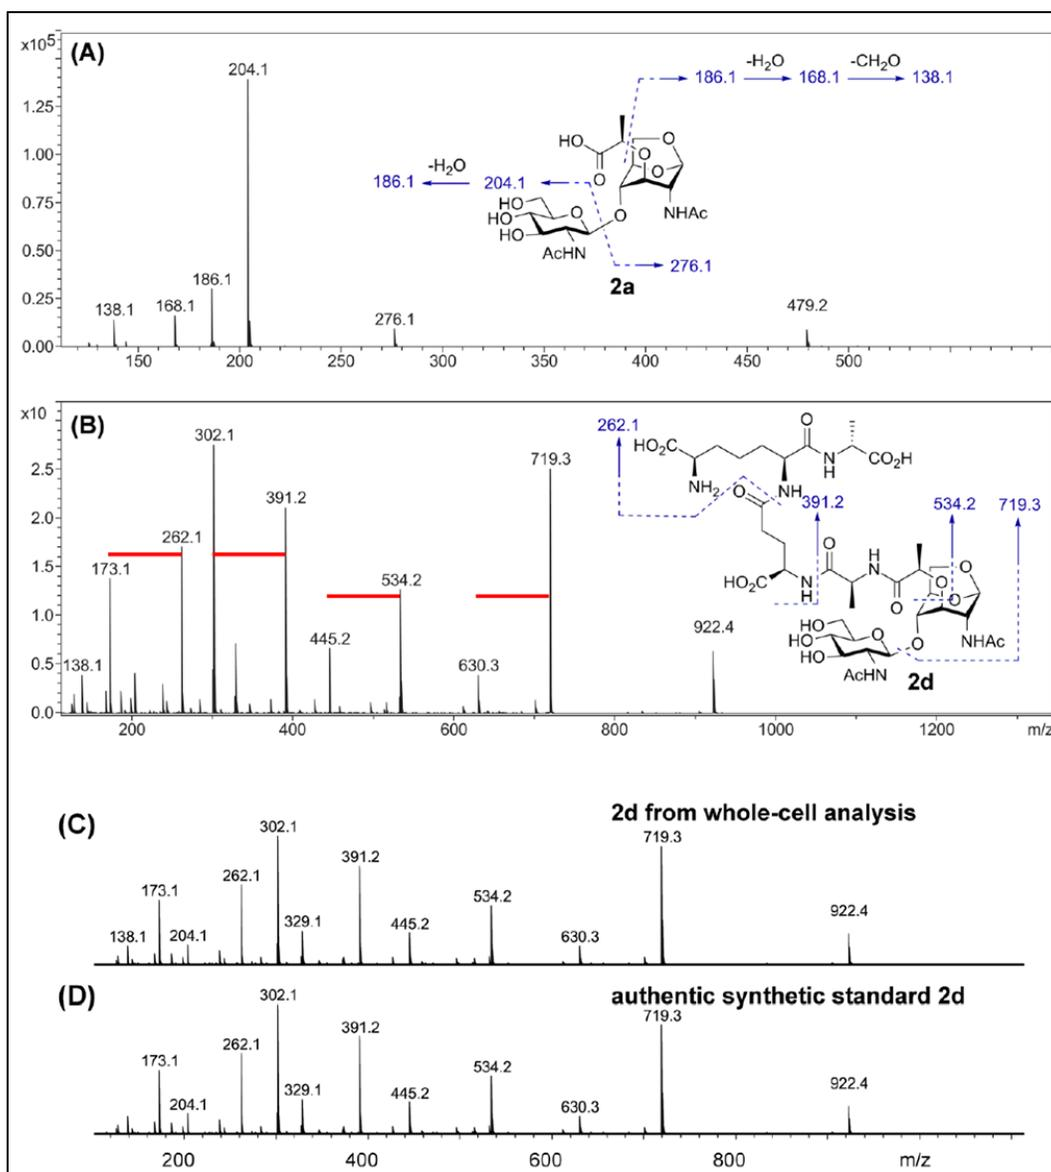 (A)
x10⁵
1.25
1.00
0.75
0.50
0.25
0.00
204.1
138.1
168.1
186.1
276.1
479.2
186.1 -H₂O 168.1 -CH₂O 138.1
HO
O
O
O
O
NHAc
186.1 -H₂O 204.1
HO
HO
HO
O
O
AcHN
276.1
2a
150 200 250 300 350 400 450 500
(B)
x10
2.5
2.0
1.5
1.0
0.5
0.0
138.1
173.1
262.1
302.1
391.2
445.2
534.2
630.3
719.3
922.4
262.1
HO₂C
NH₂
O
N
H
CO₂H
NH
O
391.2
534.2
719.3
HO₂C
N
H
O
H
N
O
O
O
O
NHAc
HO
HO
HO
O
O
AcHN
2d
200 400 600 800 1000 1200 m/z
(C)
2d from whole-cell analysis
138.1
173.1
204.1
262.1
302.1
329.1
391.2
445.2
534.2
630.3
719.3
922.4
(D)
authentic synthetic standard 2d
173.1
204.1
262.1
302.1
329.1
391.2
445.2
534.2
630.3
719.3
922.4
200 400 600 800 m/z